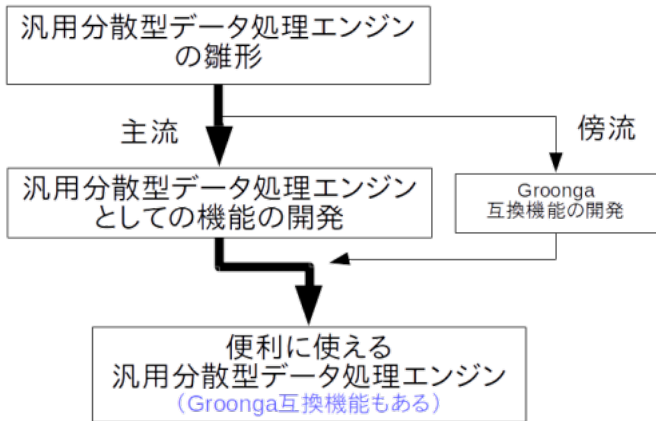 汎用分散型データ処理エンジン
の雛形
主流
傍流
汎用分散型データ処理エンジン
としての機能の開発
Groonga
互換機能の開発
便利に使える
汎用分散型データ処理エンジン
（Groonga互換機能もある）